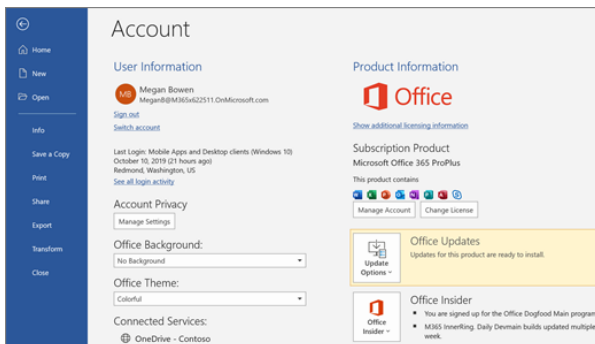 Account
Home
New
Open
Info
Save a Copy
Print
Share
Export
Transform
Close
User Information
MB
Megan Bowen
MeganB@M365x622511.OnMicrosoft.com
Sign out
Switch account
Last Login: Mobile Apps and Desktop clients (Windows 10)
October 10, 2019 (21 hours ago)
Redmond, Washington, US
See all login activity
Account Privacy
Manage Settings
Office Background:
No Background
Office Theme:
Colorful
Connected Services:
OneDrive - Contoso
Product Information
Office
Show additional licensing information
Subscription Product
Microsoft Office 365 ProPlus
This product contains
Manage Account
Change License
Update
Options
Office Updates
Updates for this product are ready to install.
Office
Insider
Office Insider
You are signed up for the Office Dogfood Main program
M365 InnerRing. Daily Devmain builds updated multiple
week.